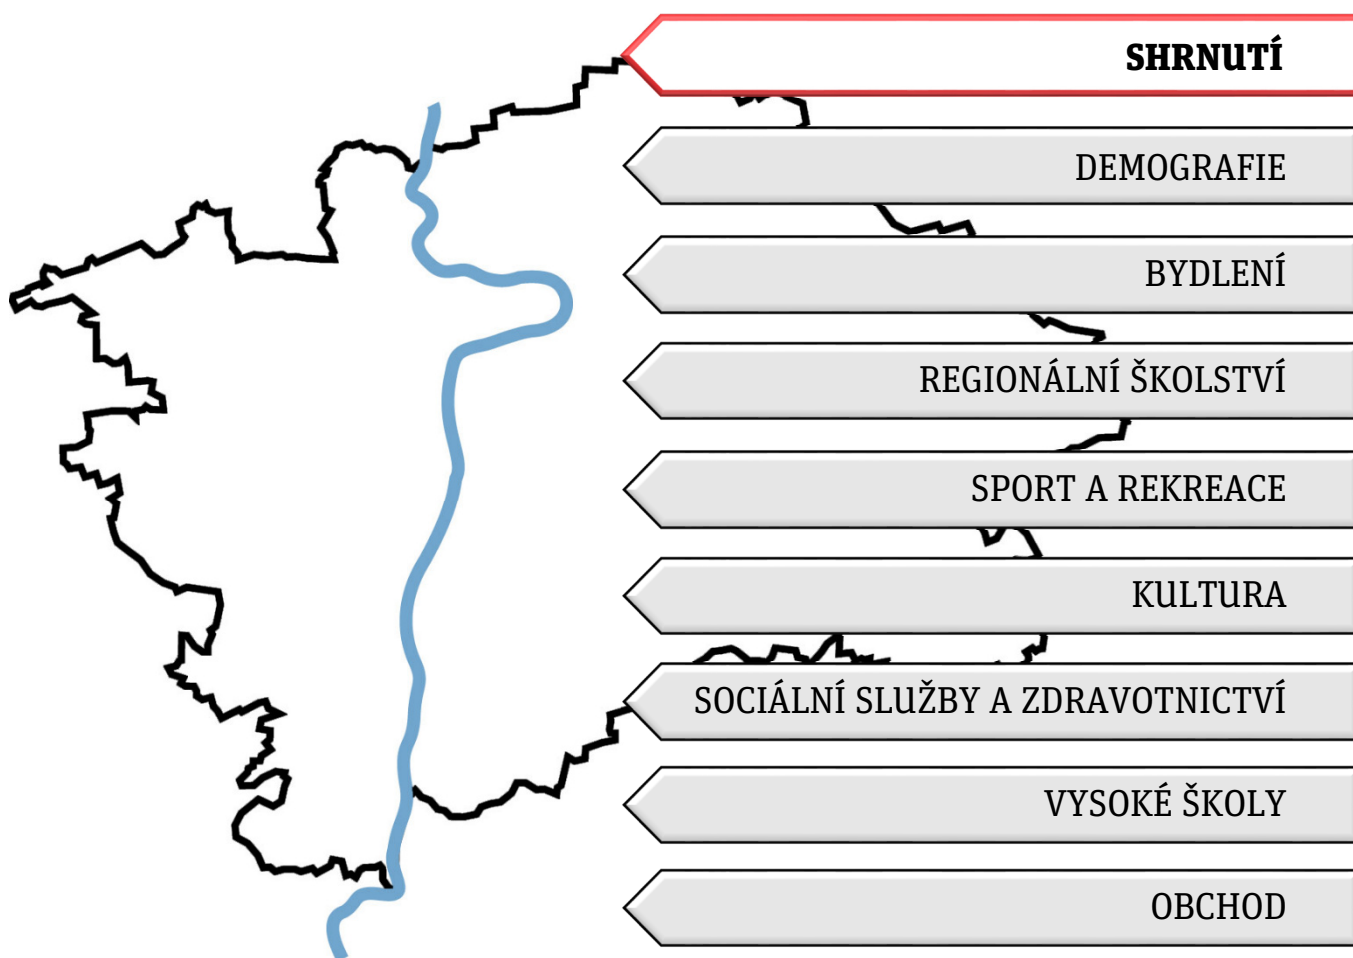 SHRNUTÍ
DEMOGRAFIE
BYDLENÍ
REGIONÁLNÍ ŠKOLSTVÍ
SPORT A REKREACE
KULTURA
SOCIÁLNÍ SLUŽBY A ZDRAVOTNICTVÍ
VYSOKÉ ŠKOLY
OBCHOD